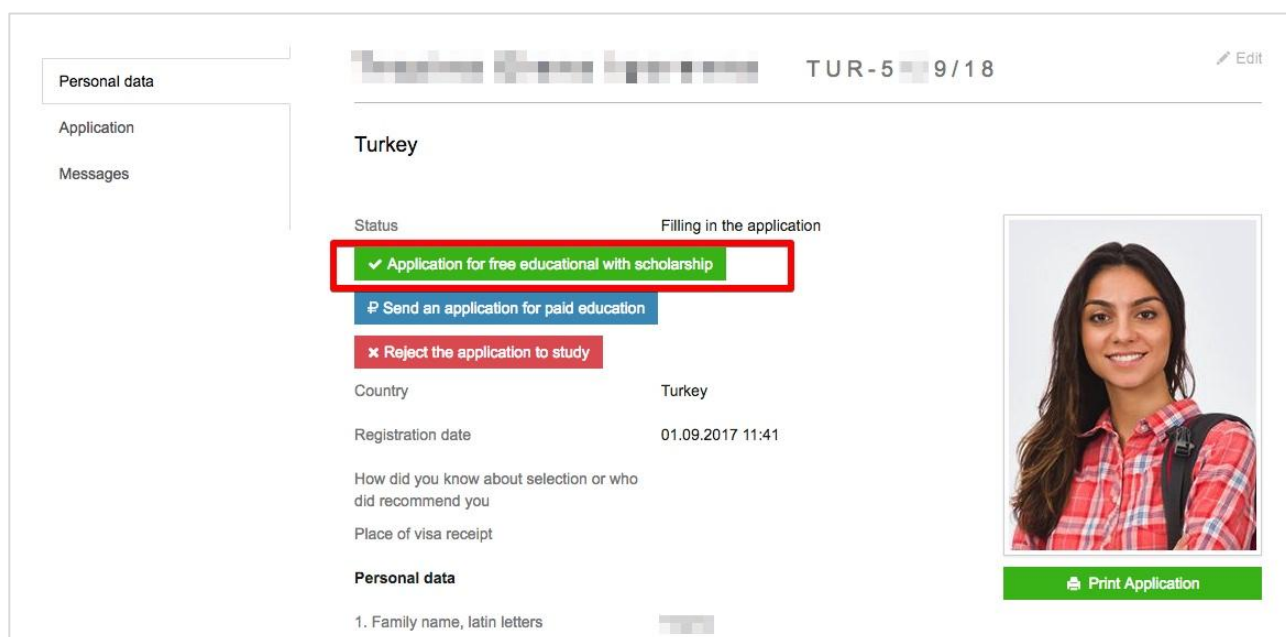 Personal data
Application
Messages
TUR-5 9/18
Edit
Turkey
Status Filling in the application
✔ Application for free educational with scholarship
₽ Send an application for paid education
✖ Reject the application to study
Country Turkey
Registration date 01.09.2017 11:41
How did you know about selection or who
did recommend you
Place of visa receipt
Personal data
1. Family name, latin letters
Print Application